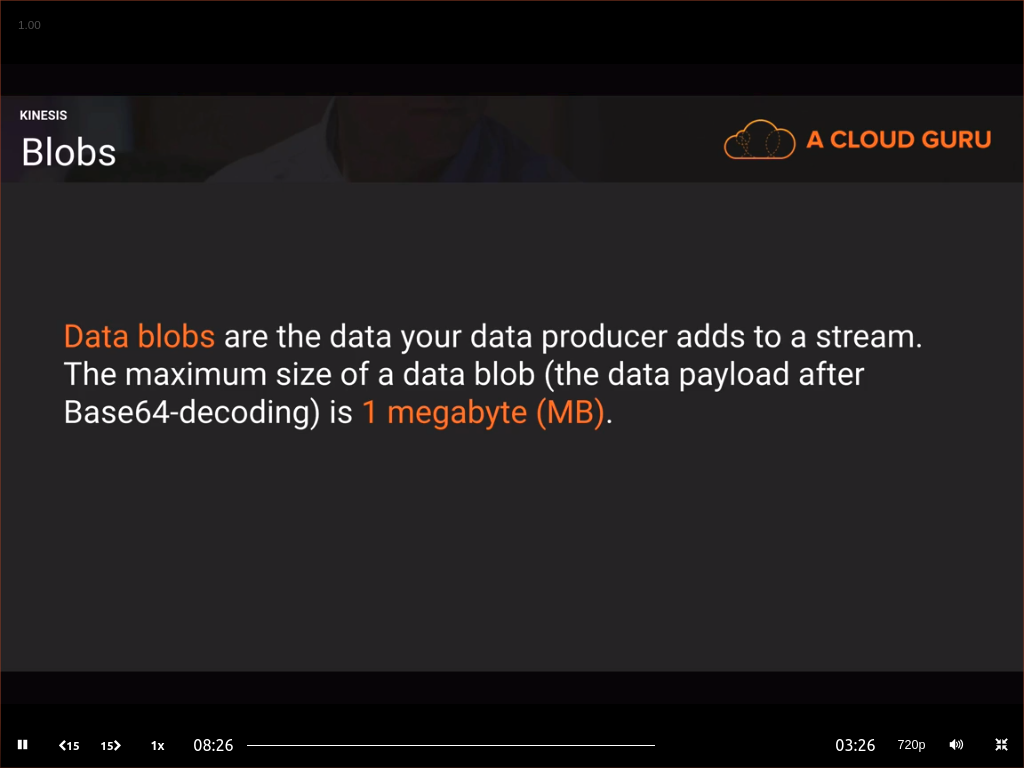 1.00
KINESIS
Blobs
A CLOUD GURU
Data blobs are the data your data producer adds to a stream.
The maximum size of a data blob (the data payload after
Base64-decoding) is 1 megabyte (MB).
15 15 1x 08:26 03:26 720p